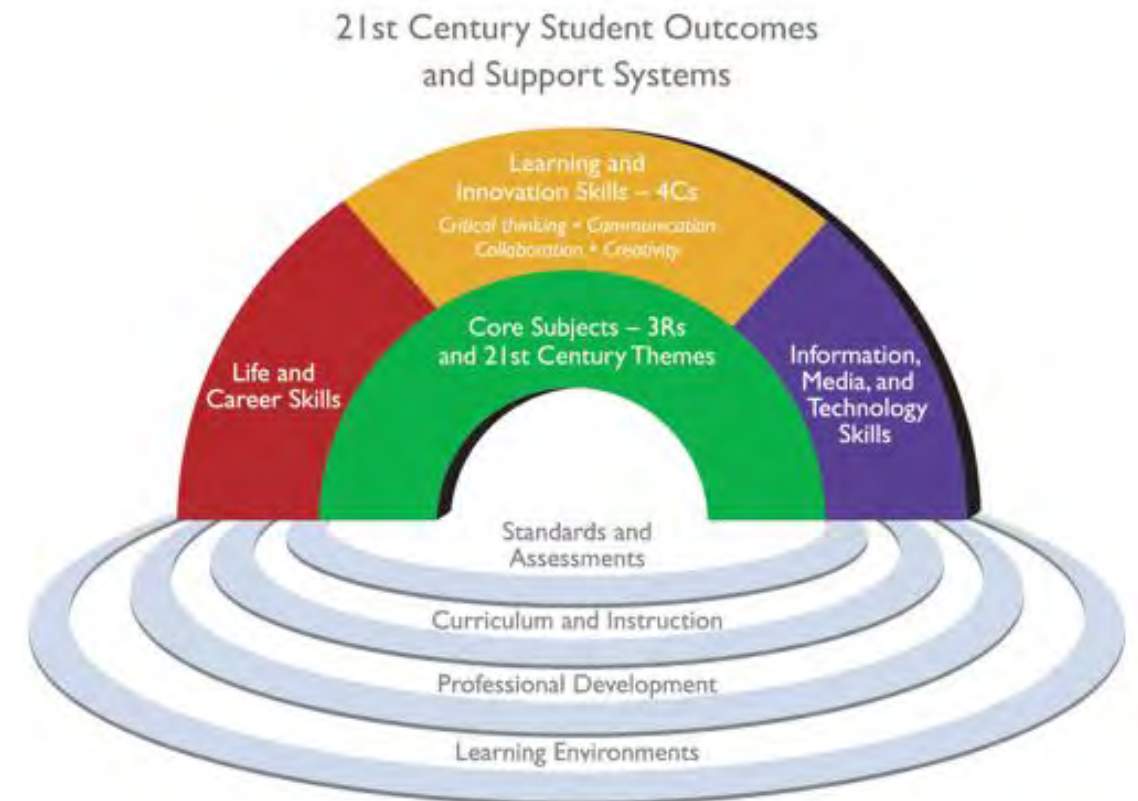 21st Century Student Outcomes
and Support Systems
Learning and
Innovation Skills – 4Cs
Critical thinking • Communication
Collaboration • Creativity
Core Subjects – 3Rs
and 21st Century Themes
Life and
Career Skills
Information,
Media, and
Technology
Skills
Standards and
Assessments
Curriculum and Instruction
Professional Development
Learning Environments